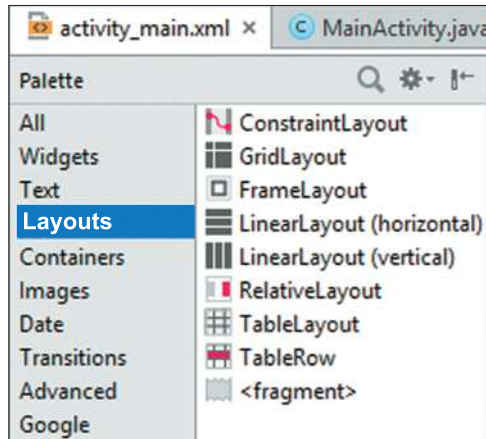 activity_main.xml × MainActivity.java
Palette
All
Widgets
Text
Layouts
Containers
Images
Date
Transitions
Advanced
Google
ConstraintLayout
GridLayout
FrameLayout
LinearLayout (horizontal)
LinearLayout (vertical)
RelativeLayout
TableLayout
TableRow
<fragment>